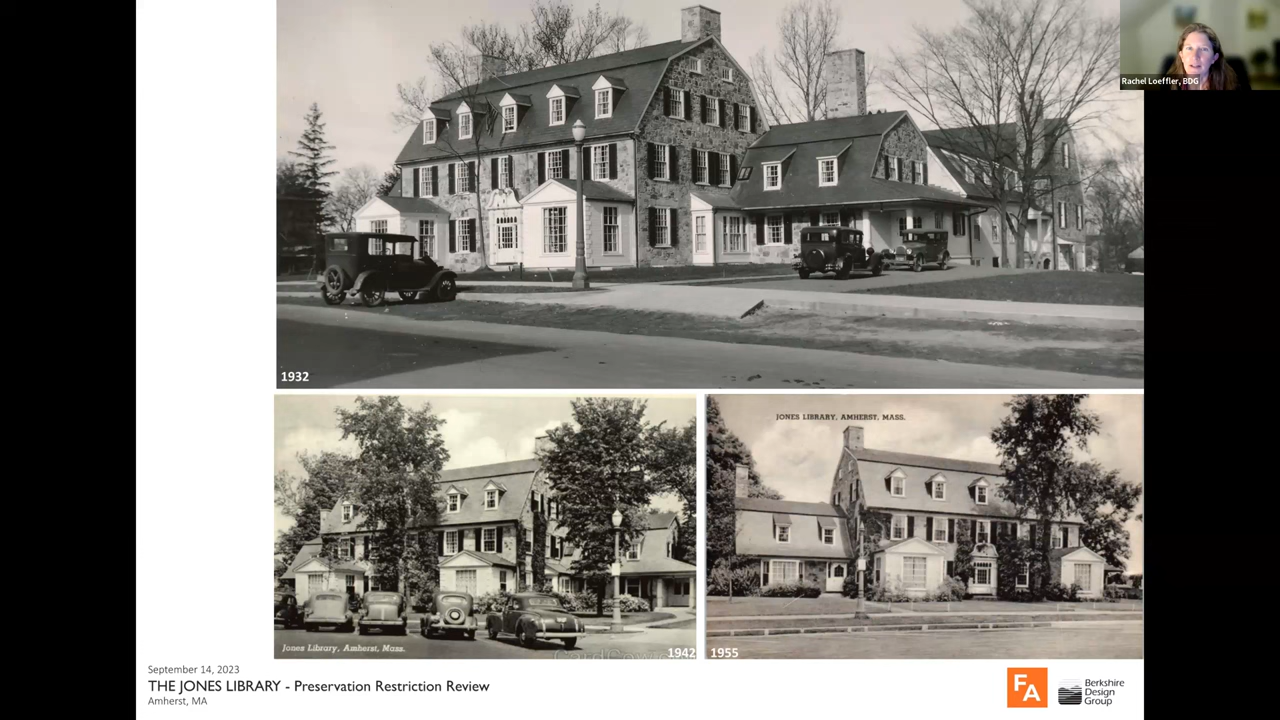 Rachel Loeffler, BDG
1932
JONES LIBRARY, AMHERST, MASS.
Jones Library, Amherst, Mass.
1942
1955
September 14, 2023
THE JONES LIBRARY - Preservation Restriction Review
Amherst, MA
FA
Berkshire
Design
Group